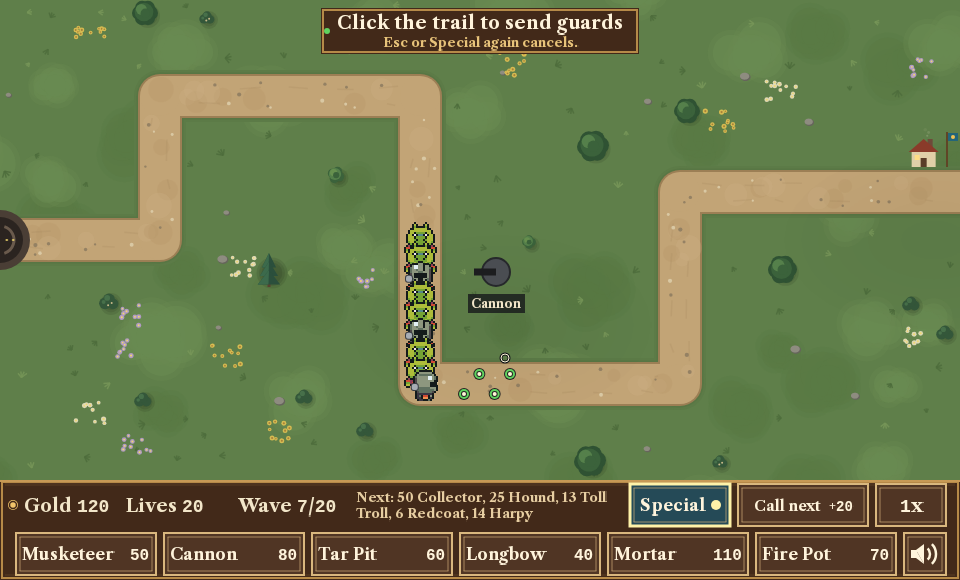 Click the trail to send guards
Esc or Special again cancels.
Cannon
Gold 120 Lives 20 Wave 7/20
Next: 50 Collector, 25 Hound, 13 Toll
Troll, 6 Redcoat, 14 Harpy
Special
Call next +20
1x
Musketeer 50
Cannon 80
Tar Pit 60
Longbow 40
Mortar 110
Fire Pot 70